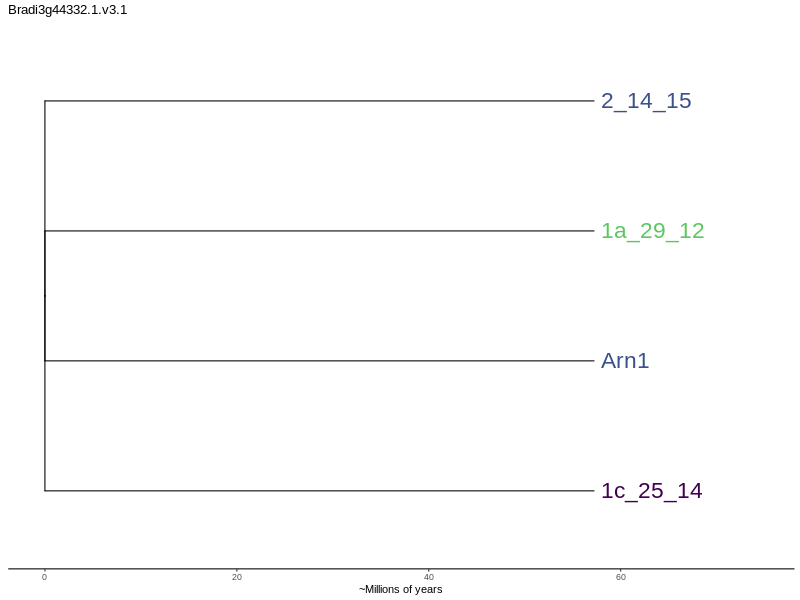 Bradi3g44332.1.v3.1
2_14_15
1a_29_12
Arn1
1c_25_14
0 20 40 60
~Millions of years